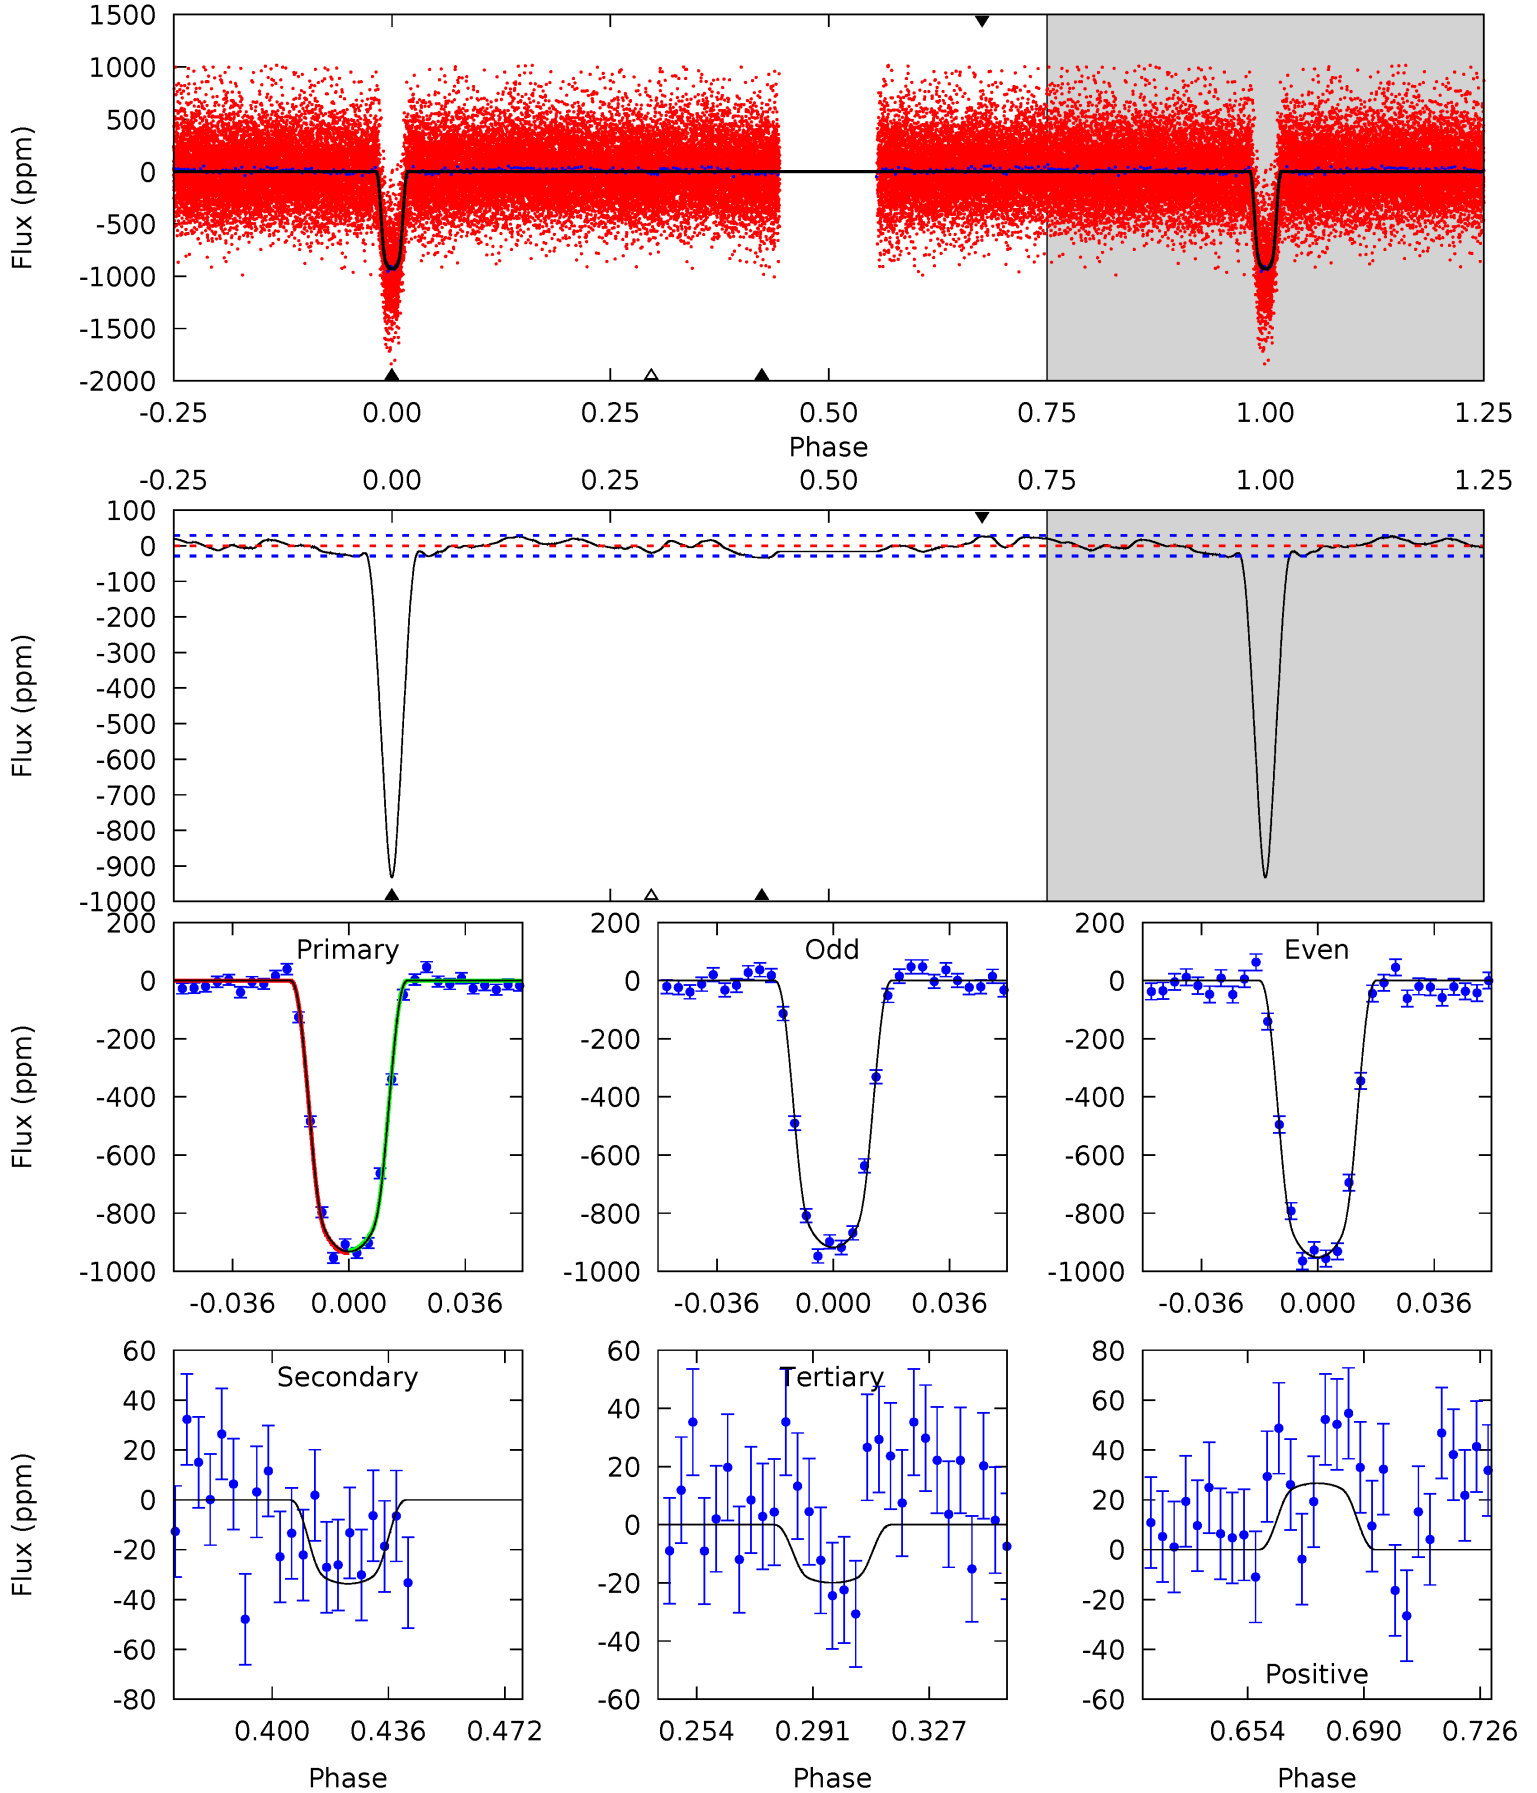 1500
1000
500
0
-500
-1000
-1500
-2000
Flux (ppm)
-0.25 0.00 0.25 0.50 0.75 1.00 1.25
Phase
-0.25 0.00 0.25 0.50 0.75 1.00 1.25
100
0
-100
-200
-300
-400
-500
-600
-700
-800
-900
-1000
Flux (ppm)
Primary Odd Even
200 200 200
0 0 0
-200 -200 -200
-400 -400 -400
-600 -600 -600
-800 -800 -800
-1000 -1000 -1000
Flux (ppm)
-0.036 0.000 0.036 -0.036 0.000 0.036 -0.036 0.000 0.036
Secondary Tertiary
60 60 80
40 40 60
20 20 40
0 0 20
-20 -20 0
-40 -40 -20
-60 -60 -40
-80 -60
Positive
Flux (ppm)
0.400 0.436 0.472 0.254 0.291 0.327 0.654 0.690 0.726
Phase Phase Phase